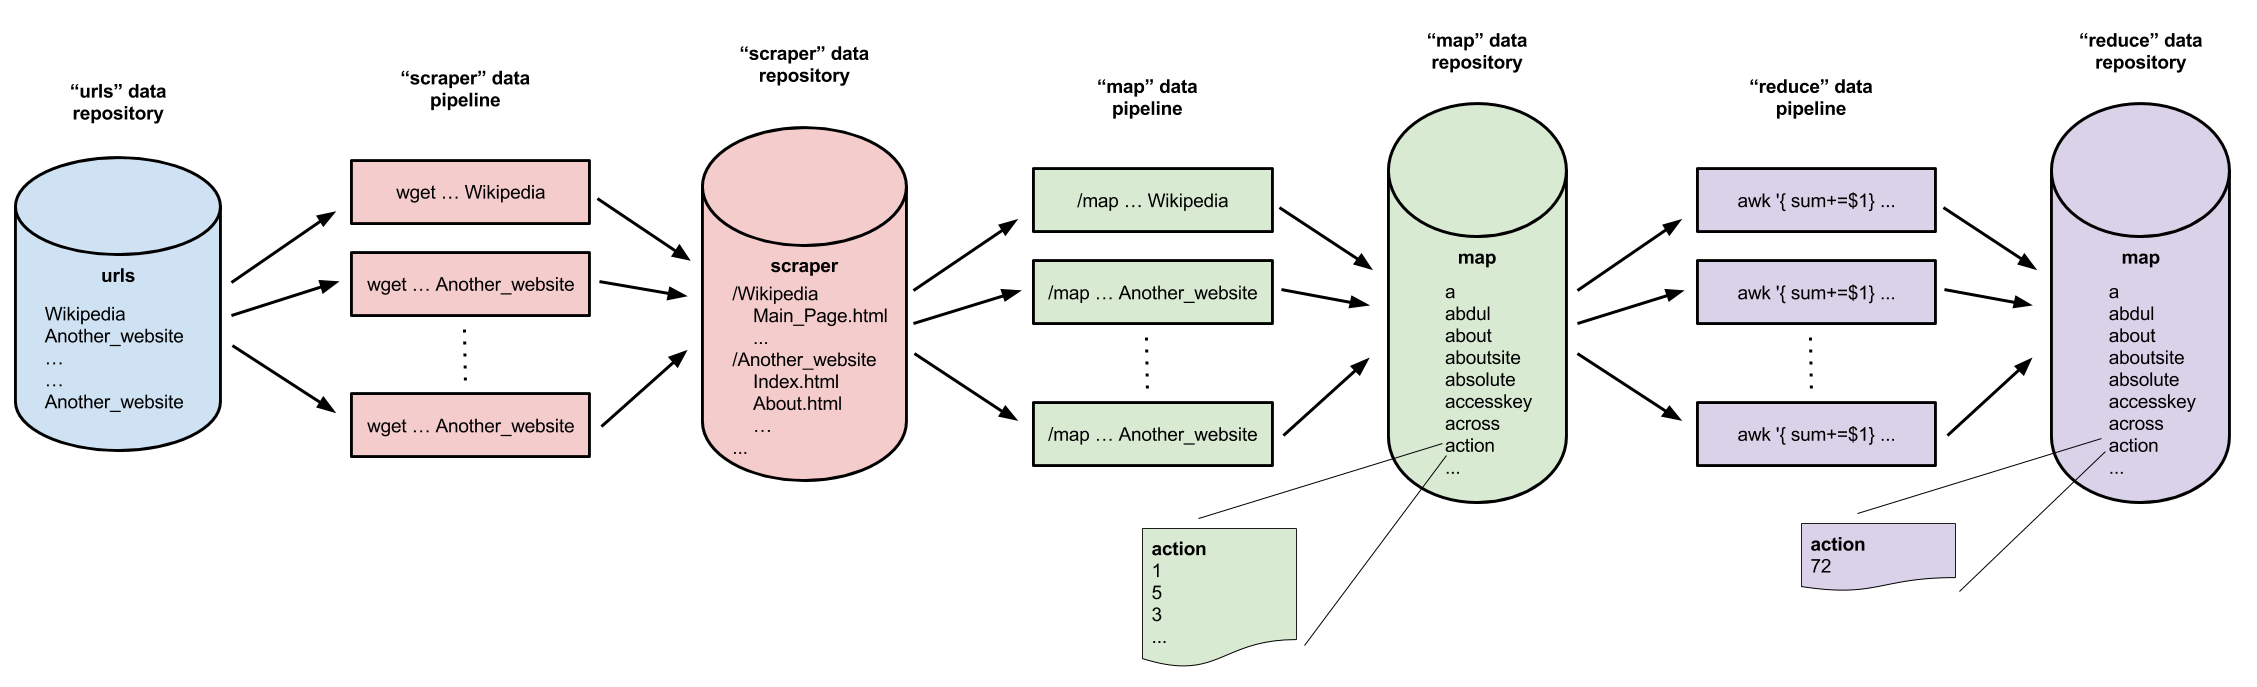 “urls” data
repository
urls
Wikipedia
Another_website
…
…
Another_website
“scraper” data
pipeline
wget … Wikipedia
wget … Another_website
wget … Another_website
“scraper” data
repository
scraper
/Wikipedia
Main_Page.html
...
/Another_website
Index.html
About.html
…
...
“map” data
pipeline
/map … Wikipedia
/map … Another_website
/map … Another_website
“map” data
repository
map
a
abdul
about
aboutsite
absolute
accesskey
across
action
...
action
1
5
3
...
“reduce” data
pipeline
awk '{ sum+=$1} ...
awk '{ sum+=$1} ...
awk '{ sum+=$1} ...
“reduce” data
repository
map
a
abdul
about
aboutsite
absolute
accesskey
across
action
...
action
72